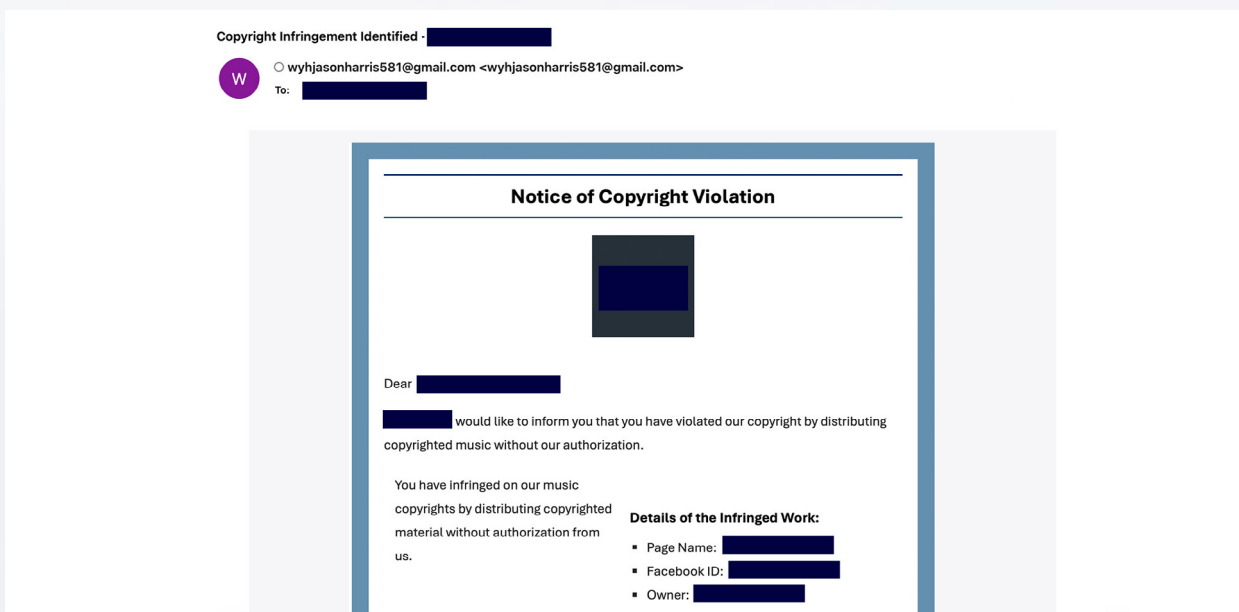 Copyright Infringement Identified -
W
wyhjasonharris581@gmail.com <wyhjasonharris581@gmail.com>
To:
Notice of Copyright Violation
Dear
would like to inform you that you have violated our copyright by distributing
copyrighted music without our authorization.
You have infringed on our music
copyrights by distributing copyrighted
material without authorization from
us.
Details of the Infringed Work:
▪ Page Name:
▪ Facebook ID:
▪ Owner: